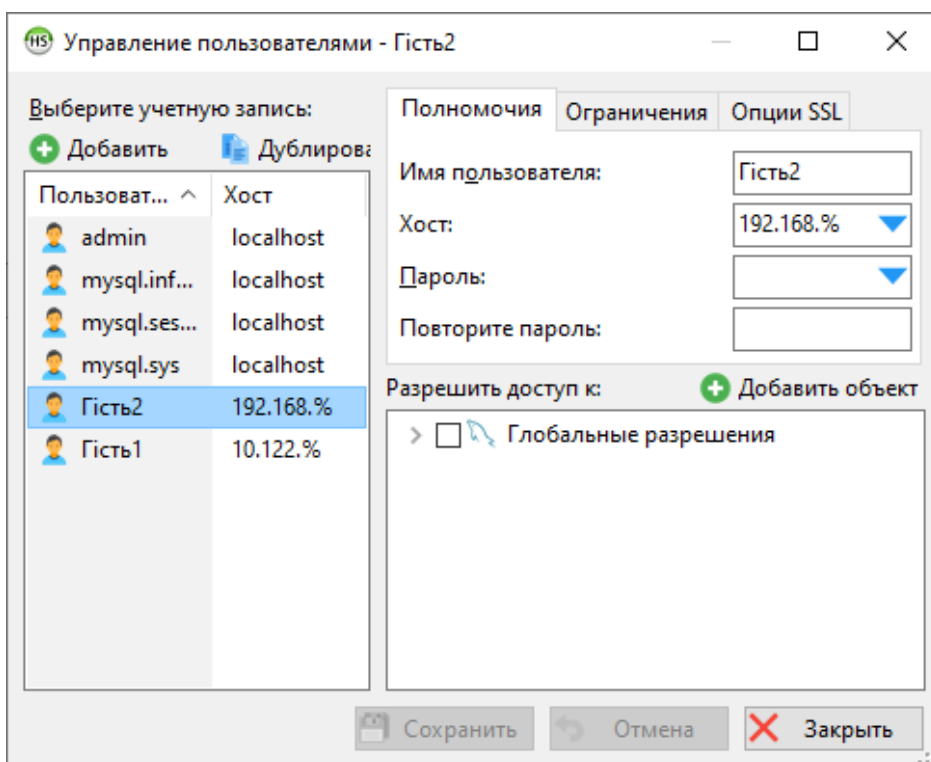 HS Управление пользователями - Гість2
Выберите учетную запись:
Добавить Дублирова
Пользоват... Хост
admin localhost
mysql.inf... localhost
mysql.ses... localhost
mysql.sys localhost
Гість2 192.168.%
Гість1 10.122.%
Полномочия Ограничения Опции SSL
Имя пользователя: Гість2
Хост: 192.168.%
Пароль:
Повторите пароль:
Разрешить доступ к: Добавить объект
Глобальные разрешения
Сохранить Отмена Закрыть